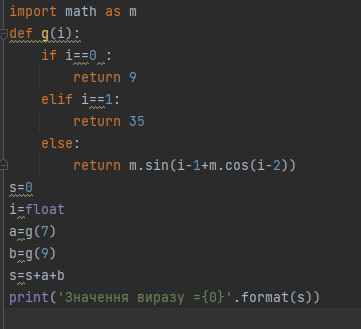 import math as m
def g(i):
    if i==0 :
        return 9
    elif i==1:
        return 35
    else:
        return m.sin(i-1+m.cos(i-2))
s=0
i=float
a=g(7)
b=g(9)
s=s+a+b
print('Значення виразу ={0}'.format(s))